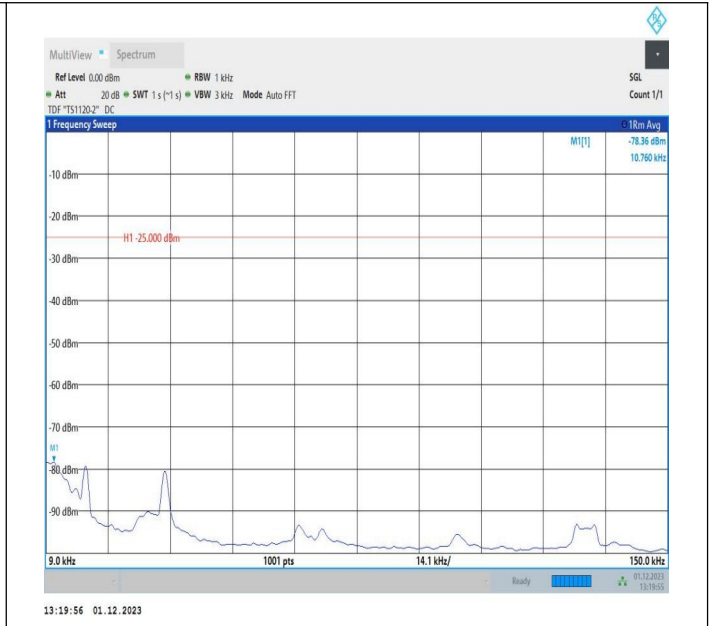 R S
MultiView Spectrum
Ref Level 0.00 dBm RBW 1 kHz SGL
Att 20 dB SWT 1 s (~1 s) VBW 3 kHz Mode Auto FFT Count 1/1
TDF "TS1120-2" DC
1 Frequency Sweep 1Rm Avg
M1[1] -78.36 dBm
10.760 kHz
-10 dBm
-20 dBm
H1 -25.000 dBm
-30 dBm
-40 dBm
-50 dBm
-60 dBm
-70 dBm
M1
-80 dBm
-90 dBm
9.0 kHz 1001 pts 14.1 kHz/ 150.0 kHz
Ready 01.12.2023
13:19:55
13:19:56 01.12.2023